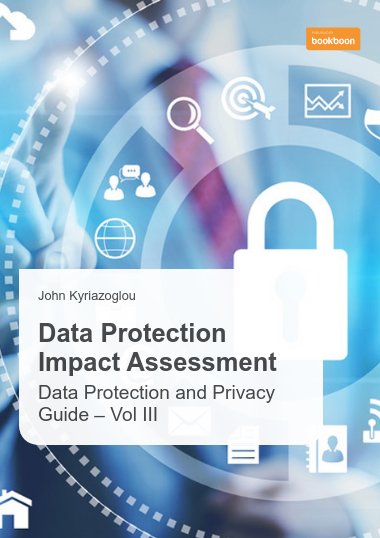 bookboon
John Kyriazoglou
Data Protection
Impact Assessment
Data Protection and Privacy
Guide – Vol III